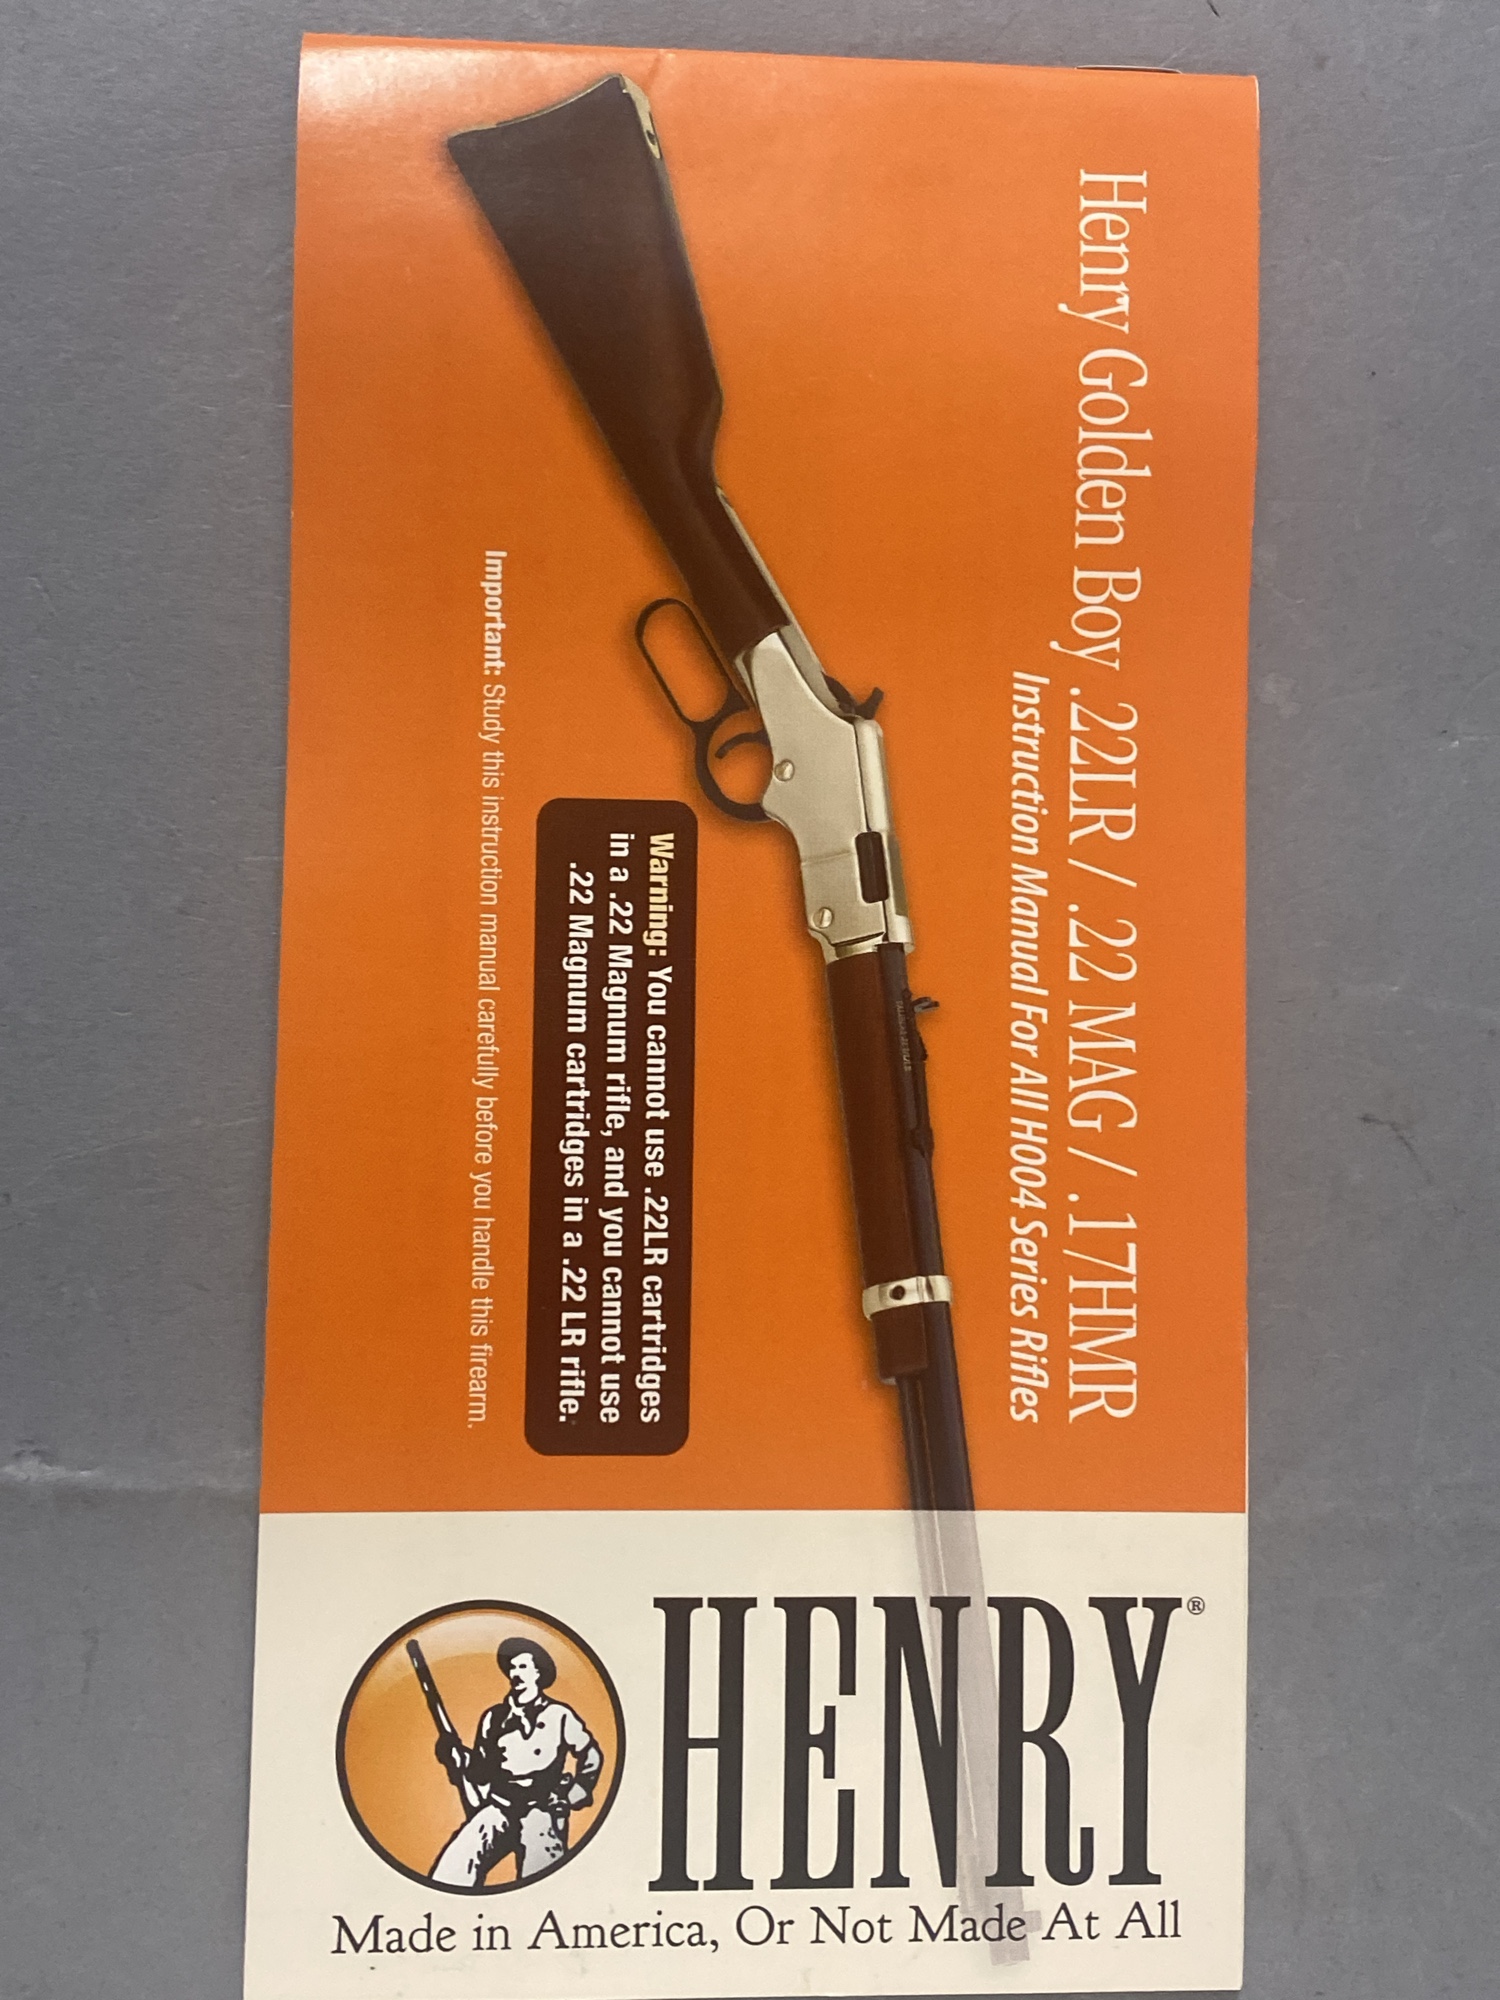 Henry Golden Boy .22LR / .22 MAG / .17HMR
Instruction Manual For All H004 Series Rifles
Warning: You cannot use .22LR cartridges
in a .22 Magnum rifle, and you cannot use
.22 Magnum cartridges in a .22 LR rifle.
Important: Study this instruction manual carefully before you handle this firearm.
HENRY®
Made in America, Or Not Made At All